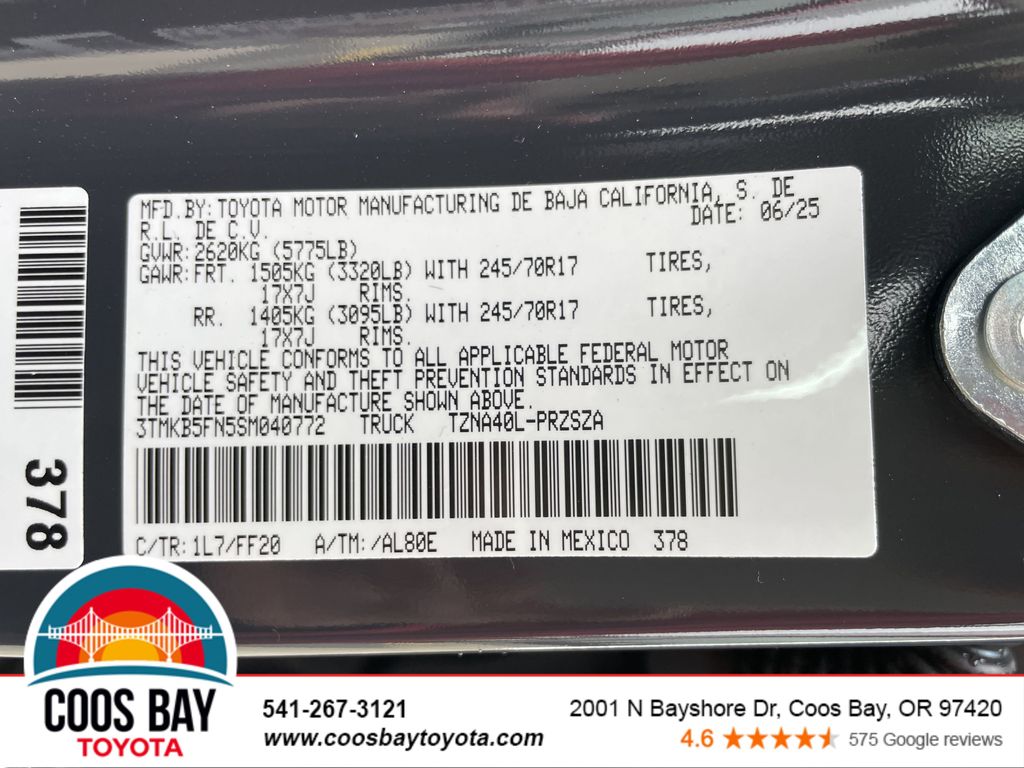 MFD.BY:TOYOTA MOTOR MANUFACTURING DE BAJA CALIFORNIA, S. DE
R.L. DE C.V. DATE: 06/25
GVWR:2620KG (5775LB)
GAWR:FRT. 1505KG (3320LB) WITH 245/70R17 TIRES,
17X7J RIMS.
RR. 1405KG (3095LB) WITH 245/70R17 TIRES,
17X7J RIMS.
THIS VEHICLE CONFORMS TO ALL APPLICABLE FEDERAL MOTOR
VEHICLE SAFETY AND THEFT PREVENTION STANDARDS IN EFFECT ON
THE DATE OF MANUFACTURE SHOWN ABOVE.
3TMKB5FN5SM040772 TRUCK TZNA40L-PRZSZA
C/TR:1L7/FF20 A/TM:/AL80E MADE IN MEXICO 378
378
COOS BAY
TOYOTA
541-267-3121
www.coosbaytoyota.com
2001 N Bayshore Dr, Coos Bay, OR 97420
4.6 575 Google reviews